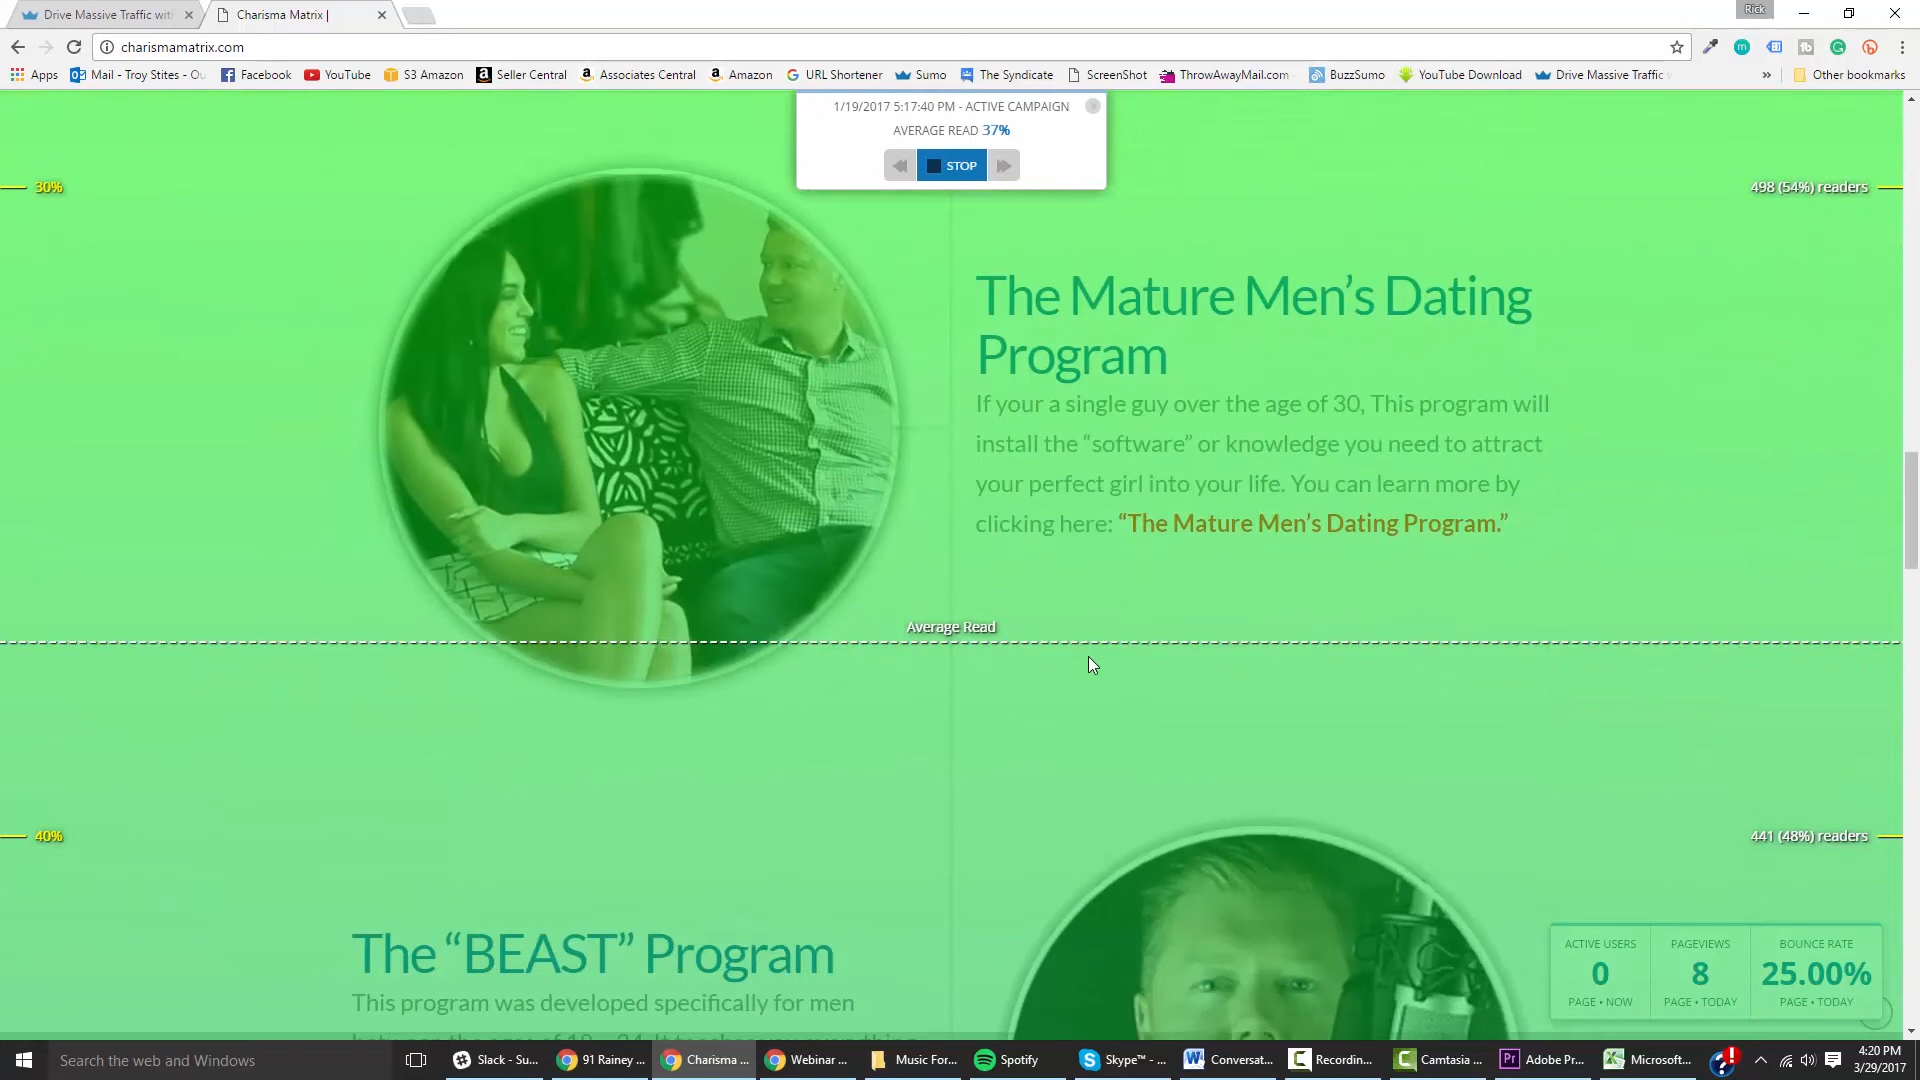 Drive Massive Traffic wit
Charisma Matrix |
Rick
charismamatrix.com
Apps
Mail - Troy Stites - Ou
Facebook
YouTube
S3 Amazon
Seller Central
Associates Central
Amazon
URL Shortener
Sumo
The Syndicate
ScreenShot
ThrowAwayMail.com
BuzzSumo
YouTube Download
Drive Massive Traffic
Other bookmarks
1/19/2017 5:17:40 PM - ACTIVE CAMPAIGN
AVERAGE READ 37%
STOP
30%
498 (54%) readers
The Mature Men's Dating
Program
If your a single guy over the age of 30, This program will
install the “software” or knowledge you need to attract
your perfect girl into your life. You can learn more by
clicking here: “The Mature Men's Dating Program.”
Average Read
40%
441 (48%) readers
The “BEAST” Program
This program was developed specifically for men
ACTIVE USERS
0
PAGE • NOW
PAGEVIEWS
8
PAGE • TODAY
BOUNCE RATE
25.00%
PAGE • TODAY
Search the web and Windows
Slack - Su...
91 Rainey ...
Charisma ...
Webinar ...
Music For...
Spotify
Skype™ - ...
Conversat...
Recordin...
Camtasia ...
Adobe Pr...
Microsoft...
4:20 PM
3/29/2017